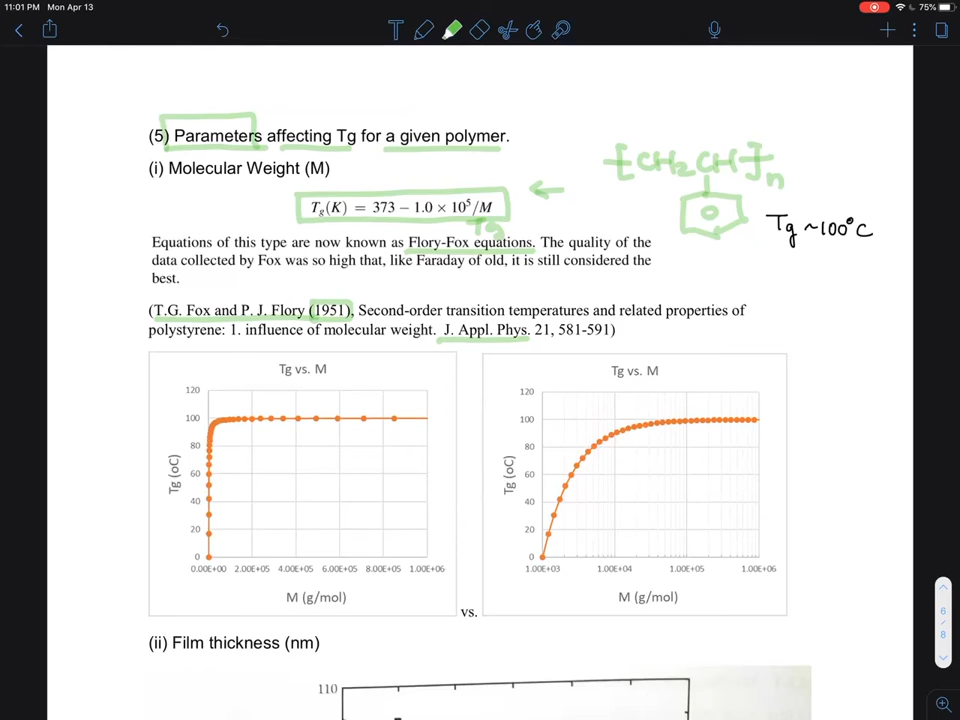 11:01 PM Mon Apr 13
75%
(5) Parameters affecting Tg for a given polymer.
(i) Molecular Weight (M)
[CH2CH]n
Tg(K) = 373 − 1.0 × 10⁵/M
Tg
Tg ~100°C
Equations of this type are now known as Flory-Fox equations. The quality of the
data collected by Fox was so high that, like Faraday of old, it is still considered the
best.
(T.G. Fox and P. J. Flory (1951), Second-order transition temperatures and related properties of
polystyrene: 1. influence of molecular weight. J. Appl. Phys. 21, 581-591)
Tg vs. M
120
100
80
60
40
20
0
Tg (oC)
0.00E+00 2.00E+05 4.00E+05 6.00E+05 8.00E+05 1.00E+06
M (g/mol)
vs.
Tg vs. M
120
100
80
60
40
20
0
Tg (oC)
1.00E+03 1.00E+04 1.00E+05 1.00E+06
M (g/mol)
(ii) Film thickness (nm)
110
6
/
8